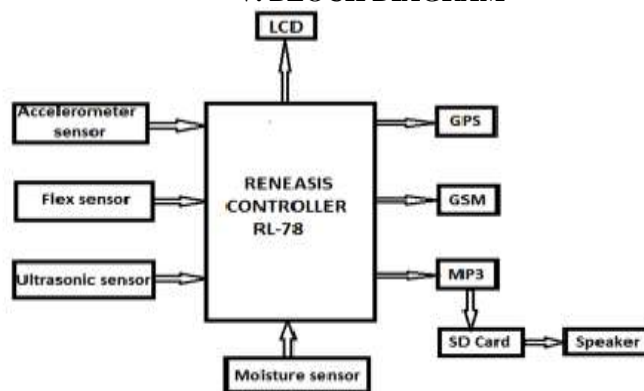 LCD
Accelerometer
sensor
GPS
RENEASIS
CONTROLLER
RL-78
Flex sensor
GSM
Ultrasonic sensor
MP3
SD Card
Speaker
Moisture sensor